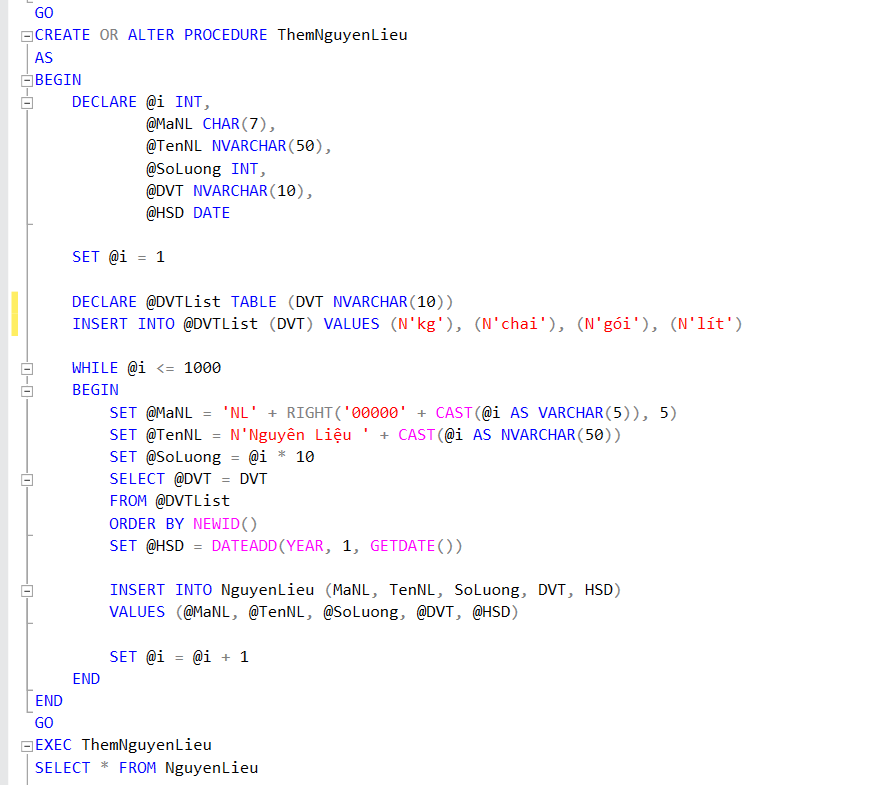 GO
CREATE OR ALTER PROCEDURE ThemNguyenLieu
AS
BEGIN
DECLARE @i INT,
@MaNL CHAR(7),
@TenNL NVARCHAR(50),
@SoLuong INT,
@DVT NVARCHAR(10),
@HSD DATE
SET @i = 1
DECLARE @DVTList TABLE (DVT NVARCHAR(10))
INSERT INTO @DVTList (DVT) VALUES (N'kg'), (N'chai'), (N'gói'), (N'lít')
WHILE @i <= 1000
BEGIN
SET @MaNL = 'NL' + RIGHT('00000' + CAST(@i AS VARCHAR(5)), 5)
SET @TenNL = N'Nguyên Liệu ' + CAST(@i AS NVARCHAR(50))
SET @SoLuong = @i * 10
SELECT @DVT = DVT
FROM @DVTList
ORDER BY NEWID()
SET @HSD = DATEADD(YEAR, 1, GETDATE())
INSERT INTO NguyenLieu (MaNL, TenNL, SoLuong, DVT, HSD)
VALUES (@MaNL, @TenNL, @SoLuong, @DVT, @HSD)
SET @i = @i + 1
END
END
GO
EXEC ThemNguyenLieu
SELECT * FROM NguyenLieu